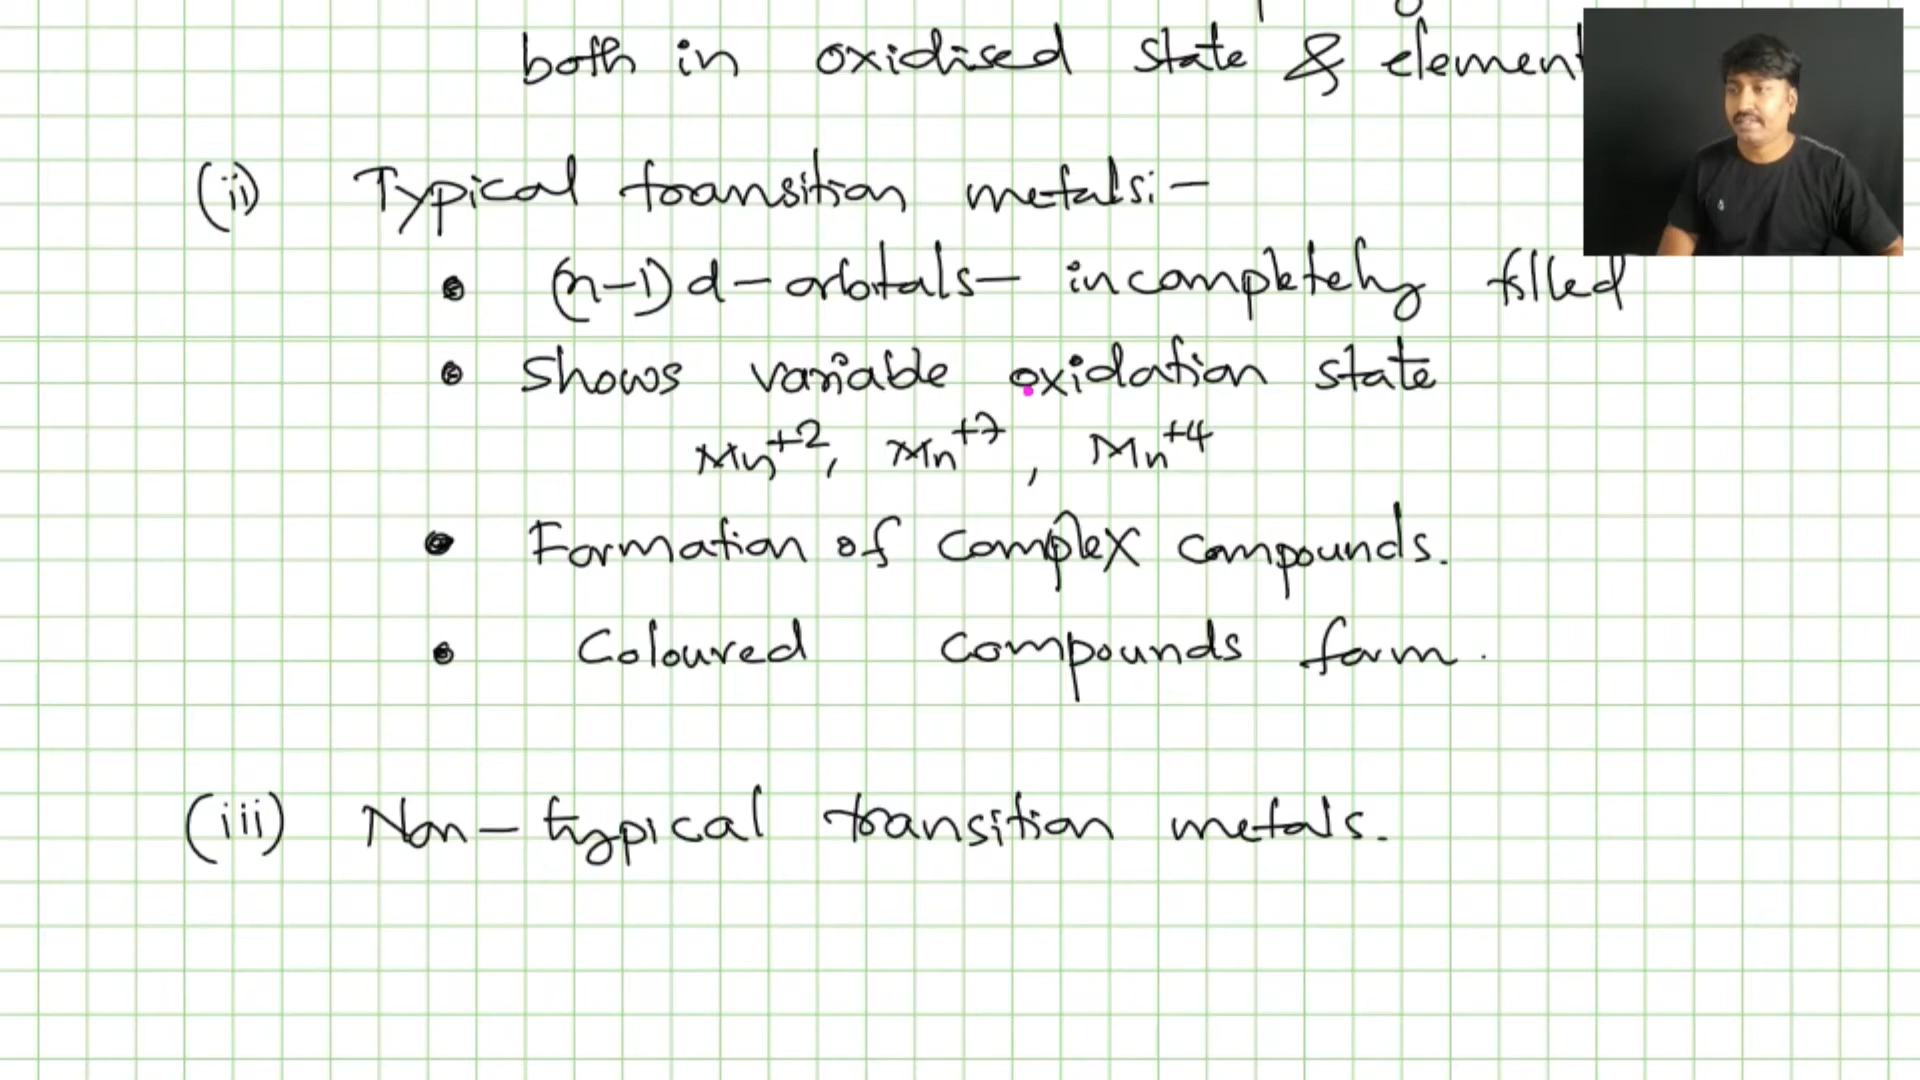 both in oxidised state & element
(ii) Typical transition metals:-
• (n-1)d-orbitals- incompletely filled
• Shows variable oxidation state
Mn+2, Mn+7, Mn+4
• Formation of complex compounds.
• Coloured compounds form.
(iii) Non-typical transition metals.